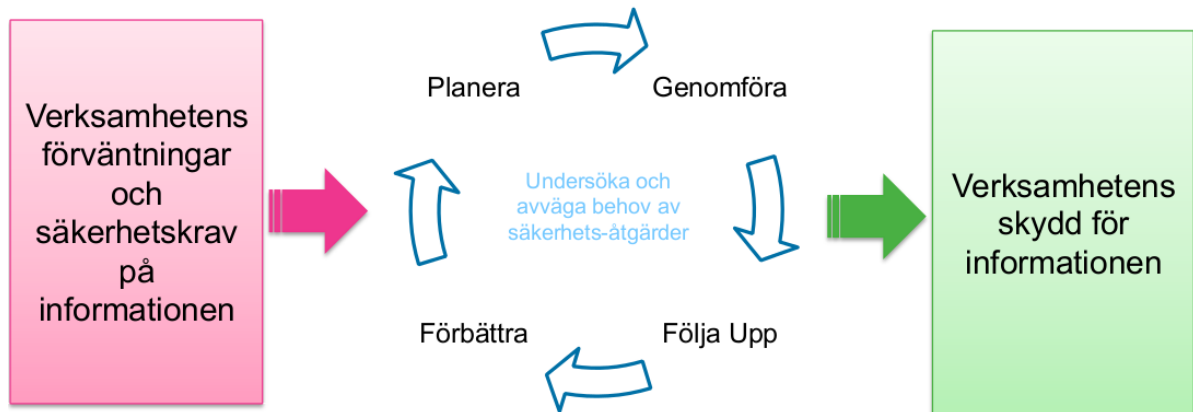 Verksamhetens
förväntningar
och
säkerhetskrav
på
informationen
Planera
Genomföra
Undersöka och
avväga behov av
säkerhets-åtgärder
Förbättra
Följa Upp
Verksamhetens
skydd för
informationen